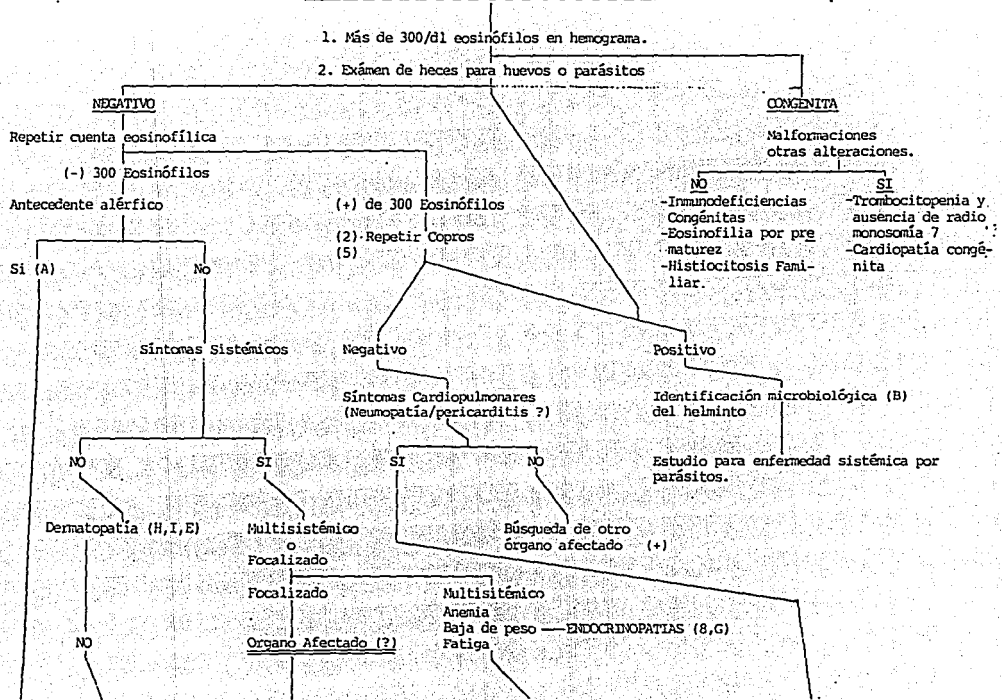 1. Más de 300/dl eosinófilos en hemograma.
2. Exámen de heces para huevos o parásitos
NEGATIVO
CONGENITA
Repetir cuenta eosinofílica
Malformaciones
otras alteraciones.
(-) 300 Eosinófilos
Antecedente alérfico
(+) de 300 Eosinófilos
(2) Repetir Copros
(5)
NO
-Inmunodeficiencias
Congénitas
-Eosinofilia por pre
maturez
-Histiocitosis Fami-
liar.
SI
-Trombocitopenia y
ausencia de radio
monosomía 7
-Cardiopatía congé-
nita
Si (A)
No
Síntomas Sistémicos
Negativo
Positivo
Síntomas Cardiopulmonares
(Neumopatía/pericarditis ?)
Identificación microbiológica (B)
del helminto
NO
SI
SI
NO
Estudio para enfermedad sistémica por
parásitos.
Dermatopatía (H,I,E)
Multisistémico
o
Focalizado
Búsqueda de otro
órgano afectado (+)
Focalizado
Multisitémico
Anemia
Baja de peso — ENDOCRINOPATIAS (8,G)
Fatiga
NO
Organo Afectado (?)